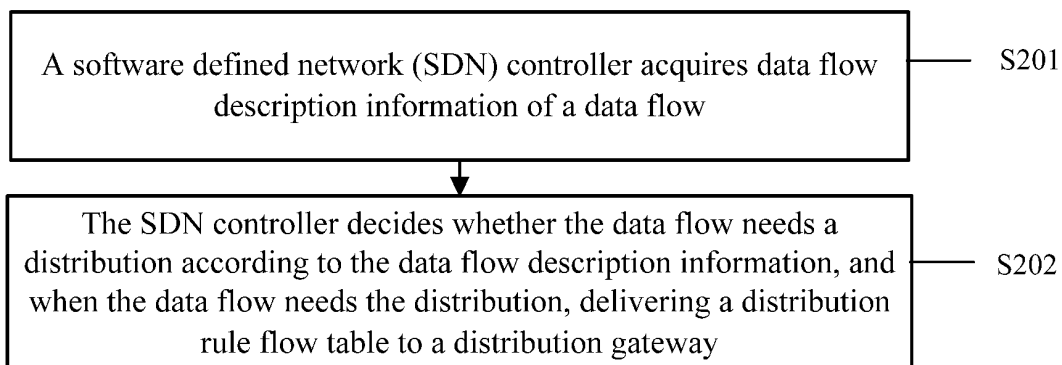 A software defined network (SDN) controller acquires data flow
description information of a data flow
S201
The SDN controller decides whether the data flow needs a
distribution according to the data flow description information, and
when the data flow needs the distribution, delivering a distribution
rule flow table to a distribution gateway
S202